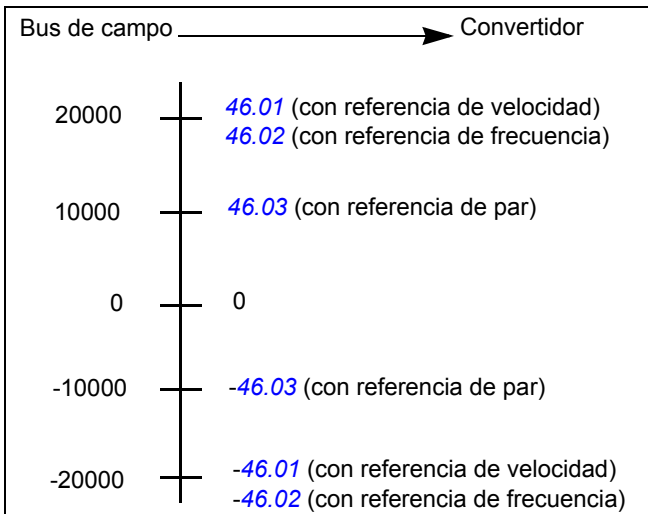 Bus de campo Convertidor
20000 46.01 (con referencia de velocidad)
46.02 (con referencia de frecuencia)
10000 46.03 (con referencia de par)
0 0
-10000 -46.03 (con referencia de par)
-20000 -46.01 (con referencia de velocidad)
-46.02 (con referencia de frecuencia)